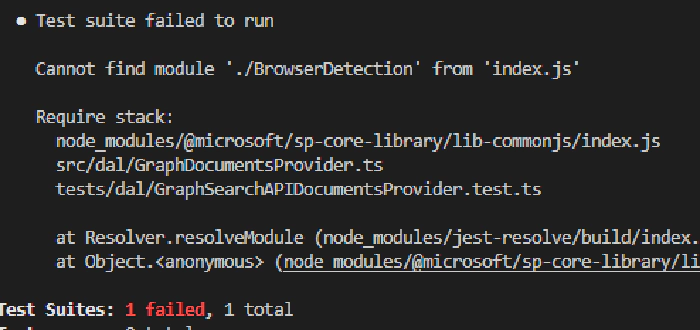 ● Test suite failed to run
Cannot find module './BrowserDetection' from 'index.js'
Require stack:
node_modules/@microsoft/sp-core-library/lib-commonjs/index.js
src/dal/GraphDocumentsProvider.ts
tests/dal/GraphSearchAPIDocumentsProvider.test.ts
at Resolver.resolveModule (node_modules/jest-resolve/build/index.
at Object.<anonymous> (node_modules/@microsoft/sp-core-library/li
Test Suites: 1 failed, 1 total